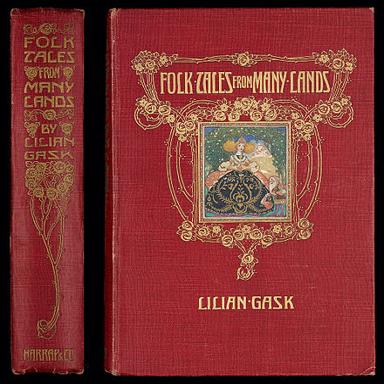 FOLK
TALES
FROM
MANY
LANDS
BY
LILIAN
GASK
HARRAP & CO
FOLK·TALES FROM MANY·LANDS
LILIAN·GASK